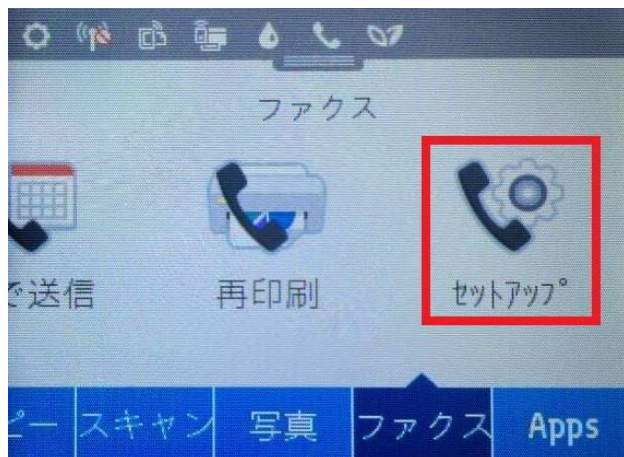 ファクス
で送信
再印刷
ｾｯﾄｱｯﾌﾟ
ピー
スキャン
写真
ファクス
Apps